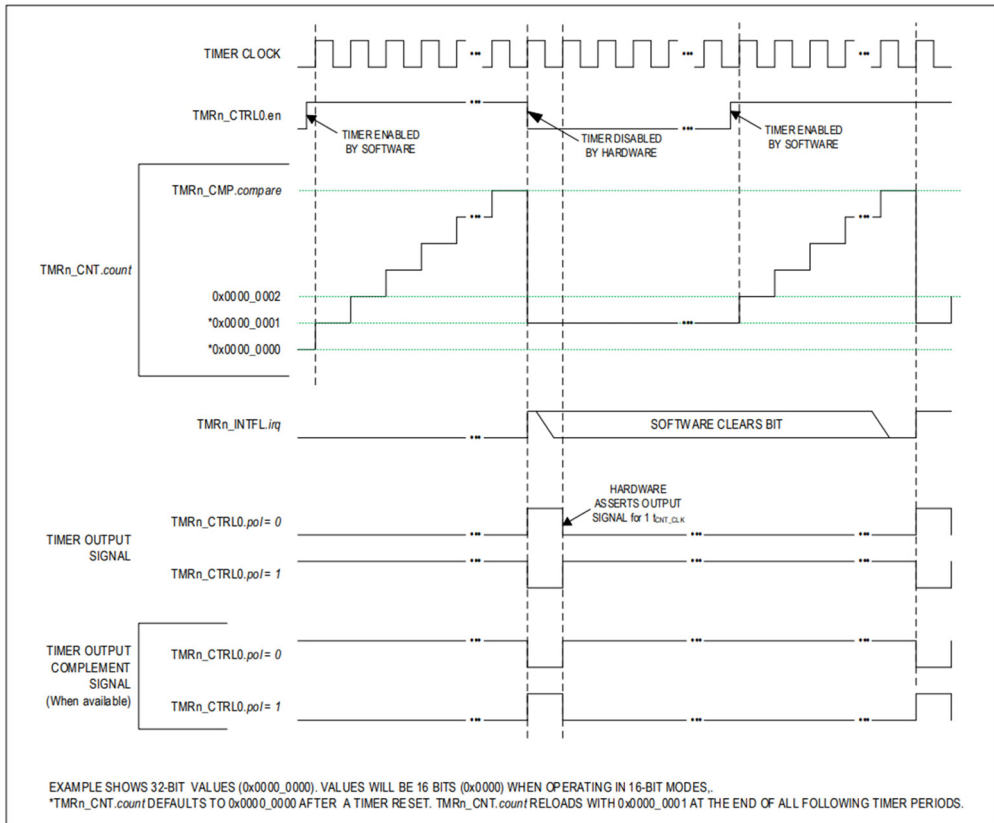 TIMER CLOCK
TMRn_CTRL0.en
TIMER ENABLED
BY SOFTWARE
TIMER DISABLED
BY HARDWARE
TIMER ENABLED
BY SOFTWARE
TMRn_CMP.compare
TMRn_CNT.count
0x0000_0002
*0x0000_0001
*0x0000_0000
TMRn_INTFL.irq
SOFTWARE CLEARS BIT
HARDWARE
ASSERTS OUTPUT
SIGNAL for 1 tCNT_CLK
TIMER OUTPUT
SIGNAL
TMRn_CTRL0.pol = 0
TMRn_CTRL0.pol = 1
TIMER OUTPUT
COMPLEMENT
SIGNAL
(When available)
TMRn_CTRL0.pol = 0
TMRn_CTRL0.pol = 1
EXAMPLE SHOWS 32-BIT VALUES (0x0000_0000). VALUES WILL BE 16 BITS (0x0000) WHEN OPERATING IN 16-BIT MODES,.
*TMRn_CNT.count DEFAULTS TO 0x0000_0000 AFTER A TIMER RESET. TMRn_CNT.count RELOADS WITH 0x0000_0001 AT THE END OF ALL FOLLOWING TIMER PERIODS.